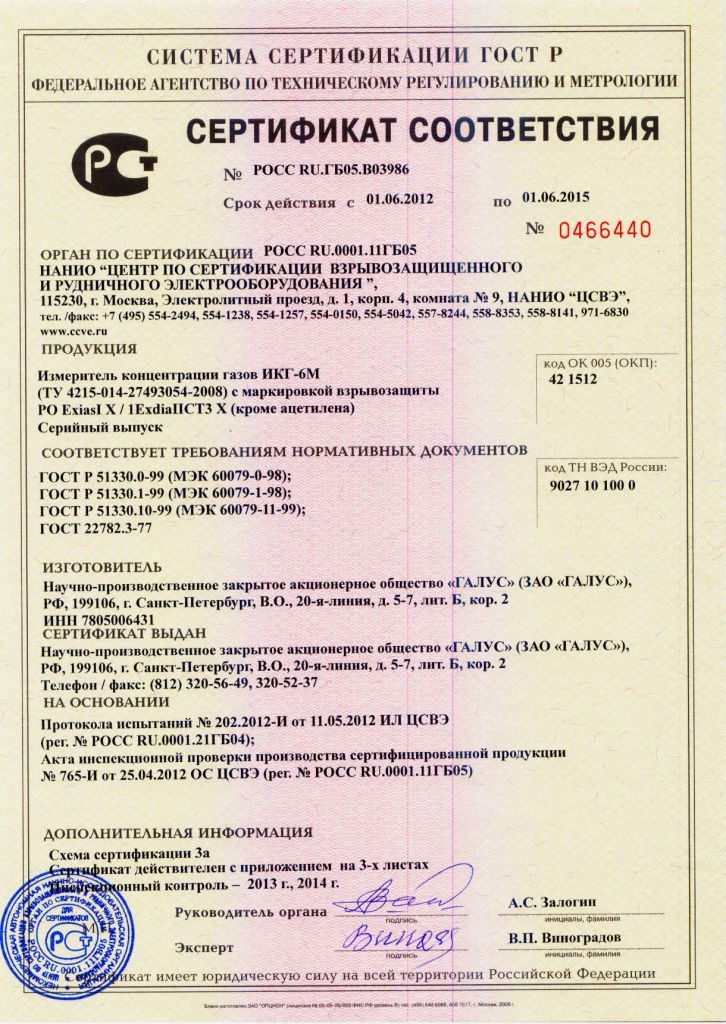 СИСТЕМА СЕРТИФИКАЦИИ ГОСТ Р
ФЕДЕРАЛЬНОЕ АГЕНТСТВО ПО ТЕХНИЧЕСКОМУ РЕГУЛИРОВАНИЮ И МЕТРОЛОГИИ
СЕРТИФИКАТ СООТВЕТСТВИЯ
№ РОСС RU.ГБ05.В03986
Срок действия с 01.06.2012 по 01.06.2015
№ 0466440
ОРГАН ПО СЕРТИФИКАЦИИ РОСС RU.0001.11ГБ05
НАНИО “ЦЕНТР ПО СЕРТИФИКАЦИИ ВЗРЫВОЗАЩИЩЕННОГО
И РУДНИЧНОГО ЭЛЕКТРООБОРУДОВАНИЯ ”,
115230, г. Москва, Электролитный проезд, д. 1, корп. 4, комната № 9, НАНИО “ЦСВЭ”,
тел. /факс: +7 (495) 554-2494, 554-1238, 554-1257, 554-0150, 554-5042, 557-8244, 558-8353, 558-8141, 971-6830
www.ccve.ru
ПРОДУКЦИЯ
Измеритель концентрации газов ИКГ-6М
(ТУ 4215-014-27493054-2008) с маркировкой взрывозащиты
РО ExiasI X / 1ExdiaIICT3 X (кроме ацетилена)
Серийный выпуск
код ОК 005 (ОКП):
42 1512
СООТВЕТСТВУЕТ ТРЕБОВАНИЯМ НОРМАТИВНЫХ ДОКУМЕНТОВ
ГОСТ Р 51330.0-99 (МЭК 60079-0-98);
ГОСТ Р 51330.1-99 (МЭК 60079-1-98);
ГОСТ Р 51330.10-99 (МЭК 60079-11-99);
ГОСТ 22782.3-77
код ТН ВЭД России:
9027 10 100 0
ИЗГОТОВИТЕЛЬ
Научно-производственное закрытое акционерное общество «ГАЛУС» (ЗАО «ГАЛУС»),
РФ, 199106, г. Санкт-Петербург, В.О., 20-я-линия, д. 5-7, лит. Б, кор. 2
ИНН 7805006431
СЕРТИФИКАТ ВЫДАН
Научно-производственное закрытое акционерное общество «ГАЛУС» (ЗАО «ГАЛУС»),
РФ, 199106, г. Санкт-Петербург, В.О., 20-я-линия, д. 5-7, лит. Б, кор. 2
Телефон / факс: (812) 320-56-49, 320-52-37
НА ОСНОВАНИИ
Протокола испытаний № 202.2012-И от 11.05.2012 ИЛ ЦСВЭ
(рег. № РОСС RU.0001.21ГБ04);
Акта инспекционной проверки производства сертифицированной продукции
№ 765-И от 25.04.2012 ОС ЦСВЭ (рег. № РОСС RU.0001.11ГБ05)
ДОПОЛНИТЕЛЬНАЯ ИНФОРМАЦИЯ
Схема сертификации 3а
Сертификат действителен с приложением на 3-х листах
Инспекционный контроль – 2013 г., 2014 г.
Руководитель органа
подпись
А.С. Залогин
инициалы, фамилия
Эксперт
подпись
В.П. Виноградов
инициалы, фамилия
Сертификат имеет юридическую силу на всей территории Российской Федерации
ДЛЯ
СЕРТИФИКАТОВ
РОСС RU.0001.11ГБ05